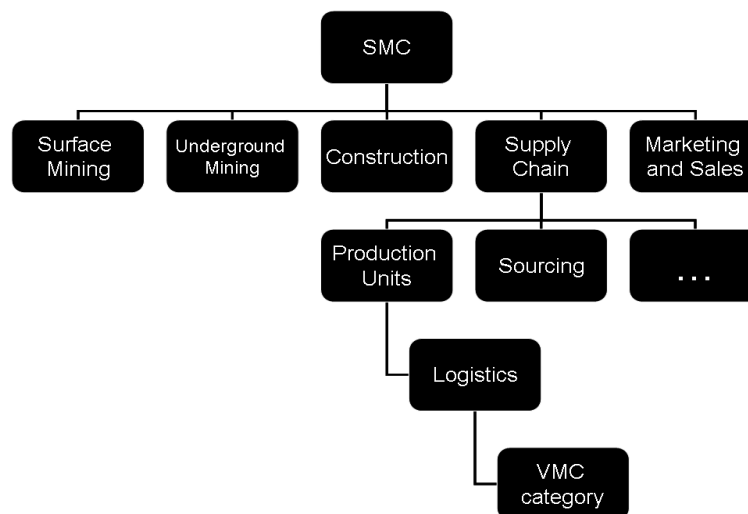 SMC
Surface
Mining
Underground
Mining
Construction
Supply
Chain
Marketing
and Sales
Production
Units
Sourcing
...
Logistics
VMC
category